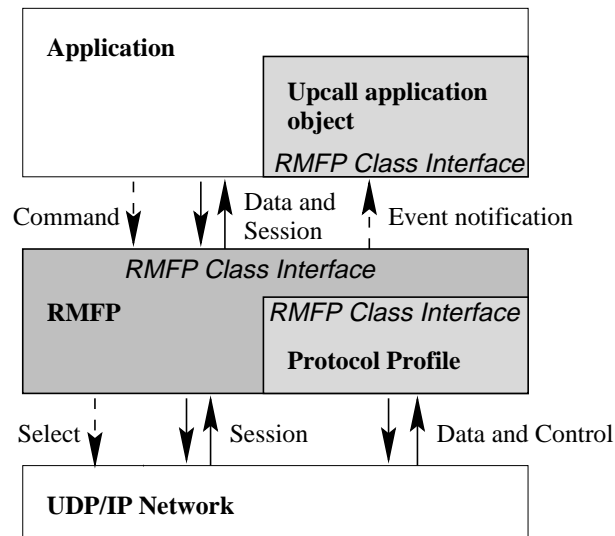 Application
Upcall application
object
RMFP Class Interface
Command
Data and
Session
Event notification
RMFP Class Interface
RMFP
RMFP Class Interface
Protocol Profile
Select
Session
Data and Control
UDP/IP Network